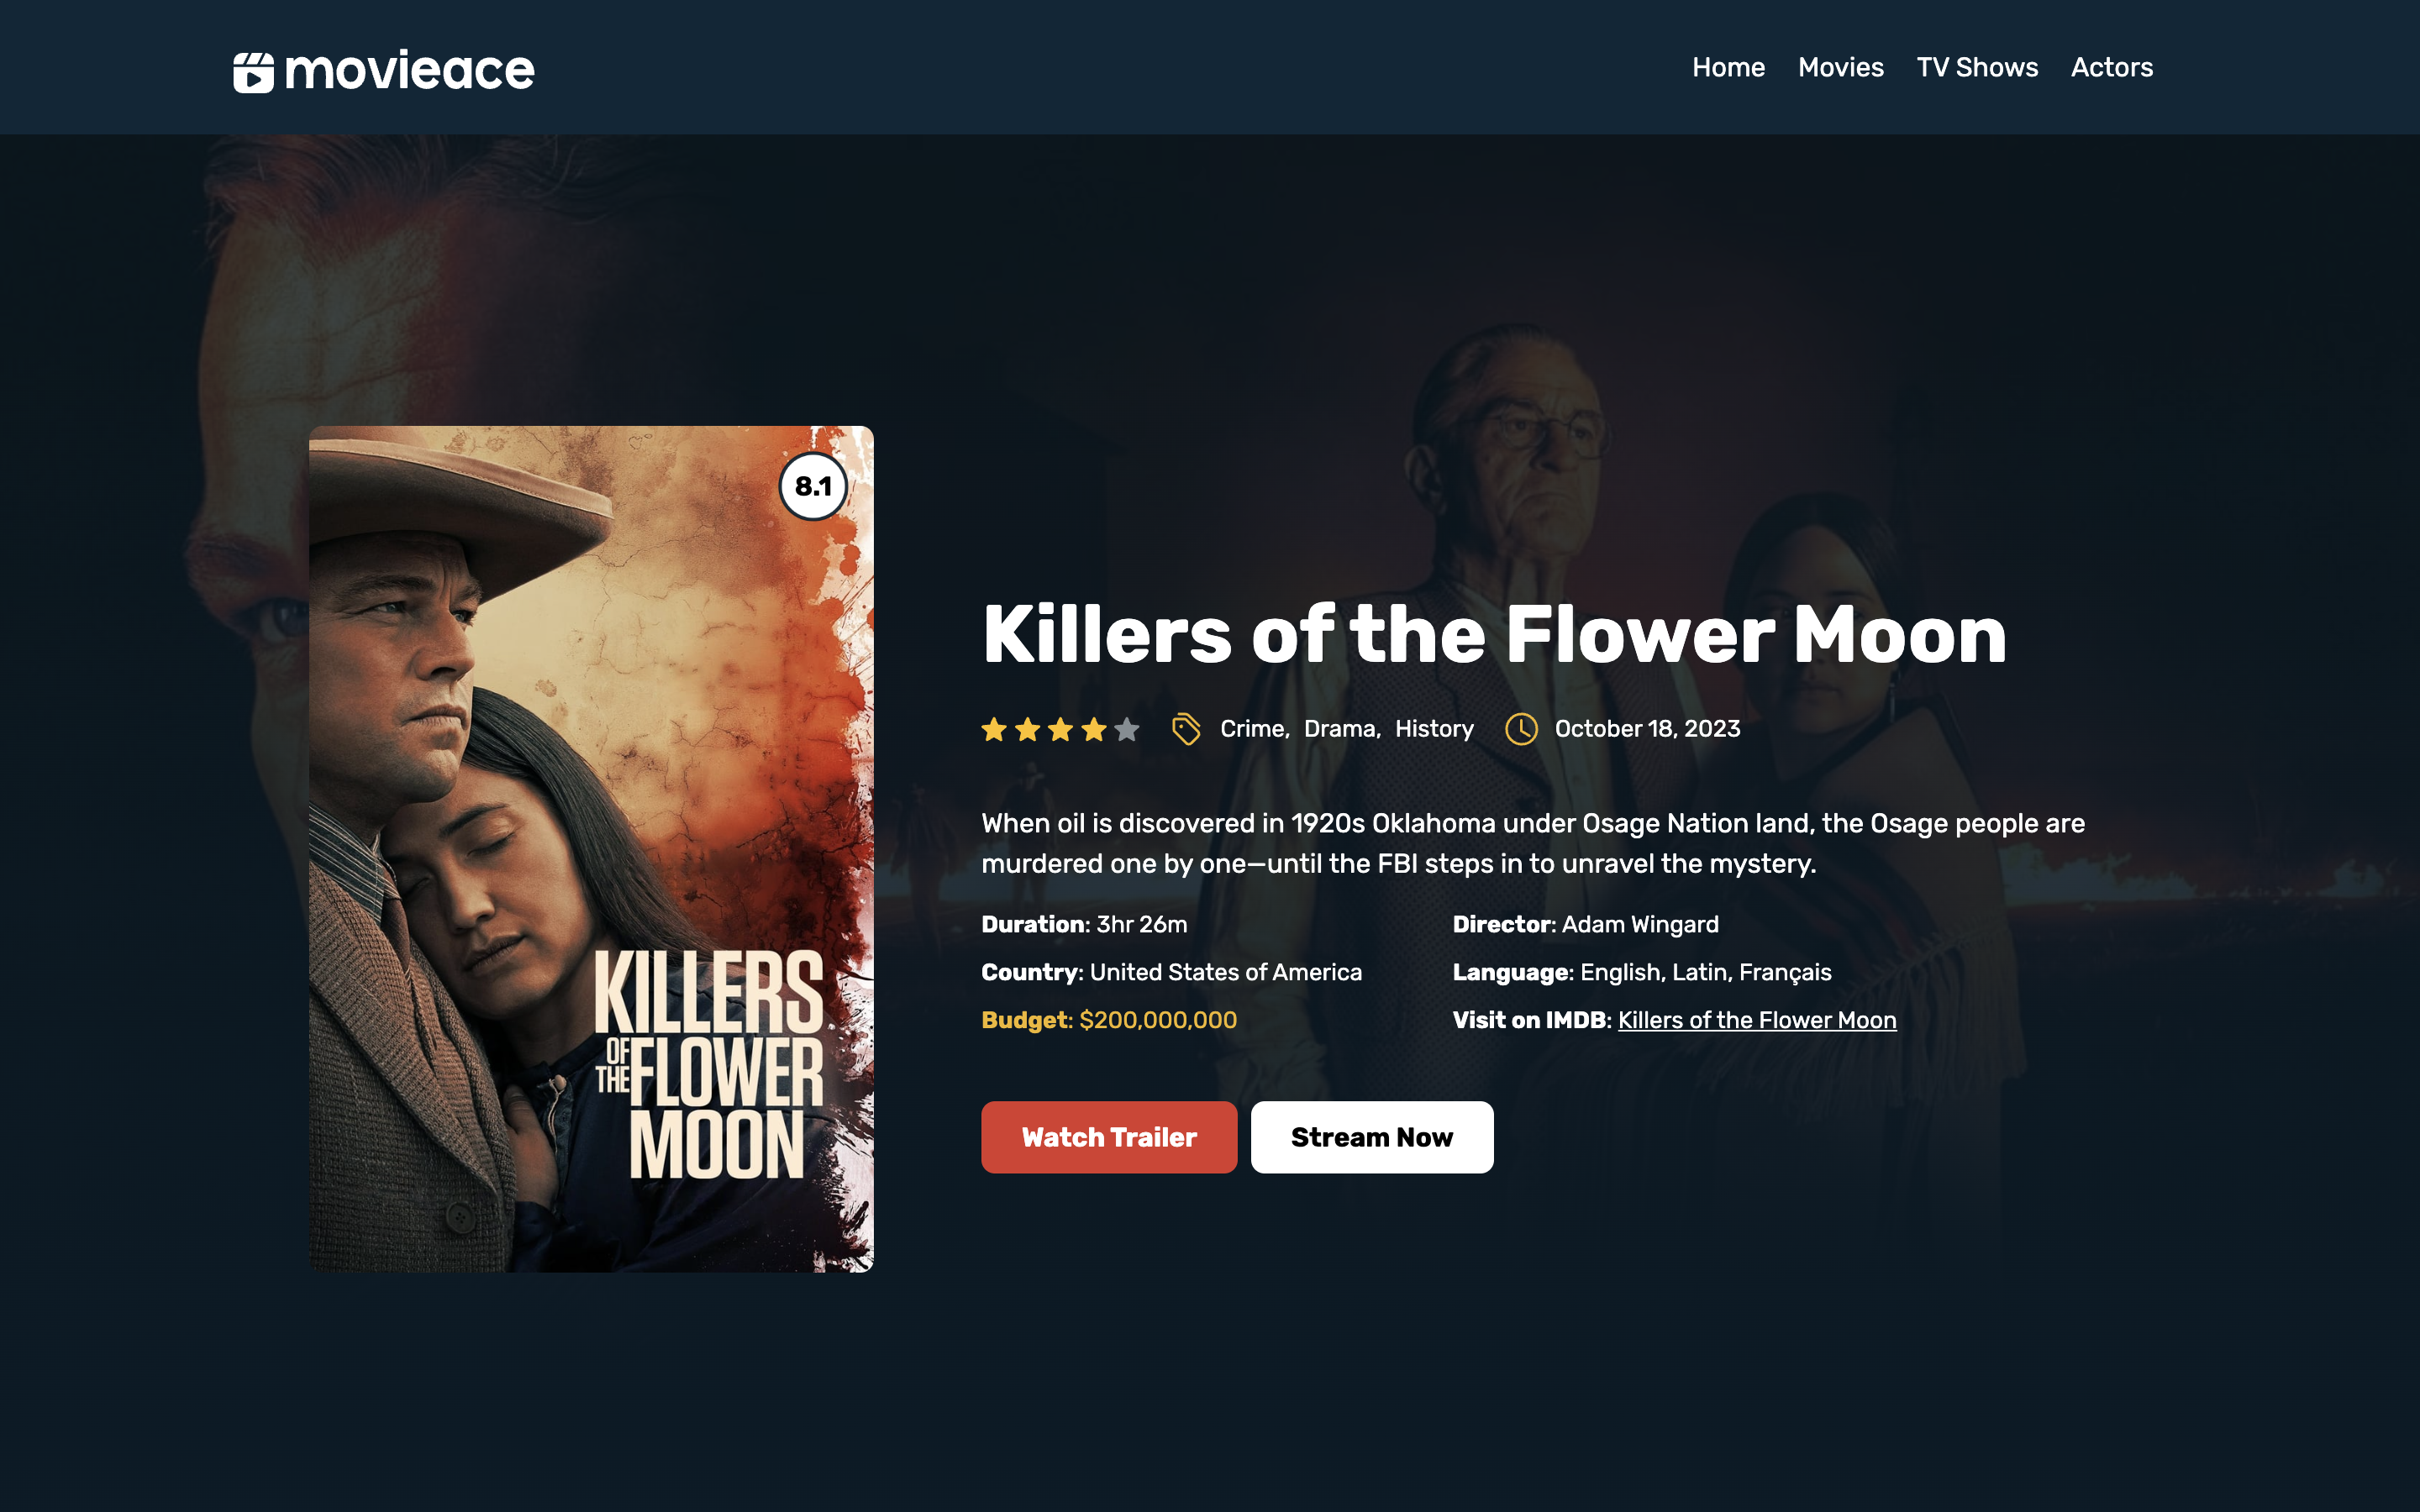 movieace
Home Movies TV Shows Actors
8.1
KILLERS
OF THE FLOWER
MOON
Killers of the Flower Moon
Crime, Drama, History October 18, 2023
When oil is discovered in 1920s Oklahoma under Osage Nation land, the Osage people are
murdered one by one—until the FBI steps in to unravel the mystery.
Duration: 3hr 26m Director: Adam Wingard
Country: United States of America Language: English, Latin, Français
Budget: $200,000,000 Visit on IMDB: Killers of the Flower Moon
Watch Trailer Stream Now